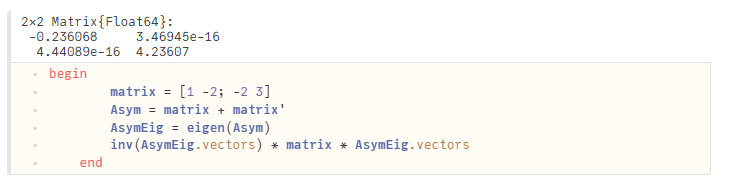 2×2 Matrix{Float64}:
 -0.236068     3.46945e-16
  4.44089e-16  4.23607
begin
        matrix = [1 -2; -2 3]
        Asym = matrix + matrix'
        AsymEig = eigen(Asym)
        inv(AsymEig.vectors) * matrix * AsymEig.vectors
    end